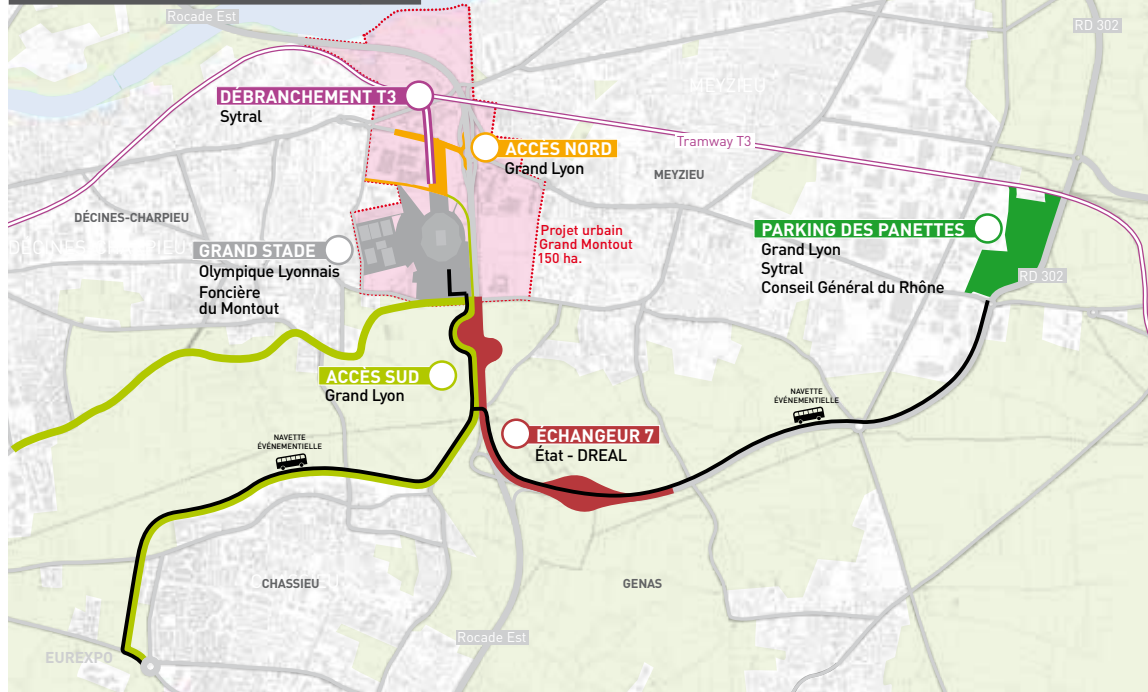 Rocade Est
RD 302
DÉBRANCHEMENT T3
Sytral
MEYZIEU
ACCÈS NORD
Grand Lyon
Tramway T3
MEYZIEU
DÉCINES-CHARPIEU
GRAND STADE
Olympique Lyonnais
Foncière
du Montout
Projet urbain
Grand Montout
150 ha.
PARKING DES PANETTES
Grand Lyon
Sytral
Conseil Général du Rhône
RD 302
ACCÈS SUD
Grand Lyon
NAVETTE
ÉVÉNEMENTIELLE
NAVETTE
ÉVÉNEMENTIELLE
ÉCHANGEUR 7
État - DREAL
CHASSIEU
GENAS
Rocade Est
EUREXPO